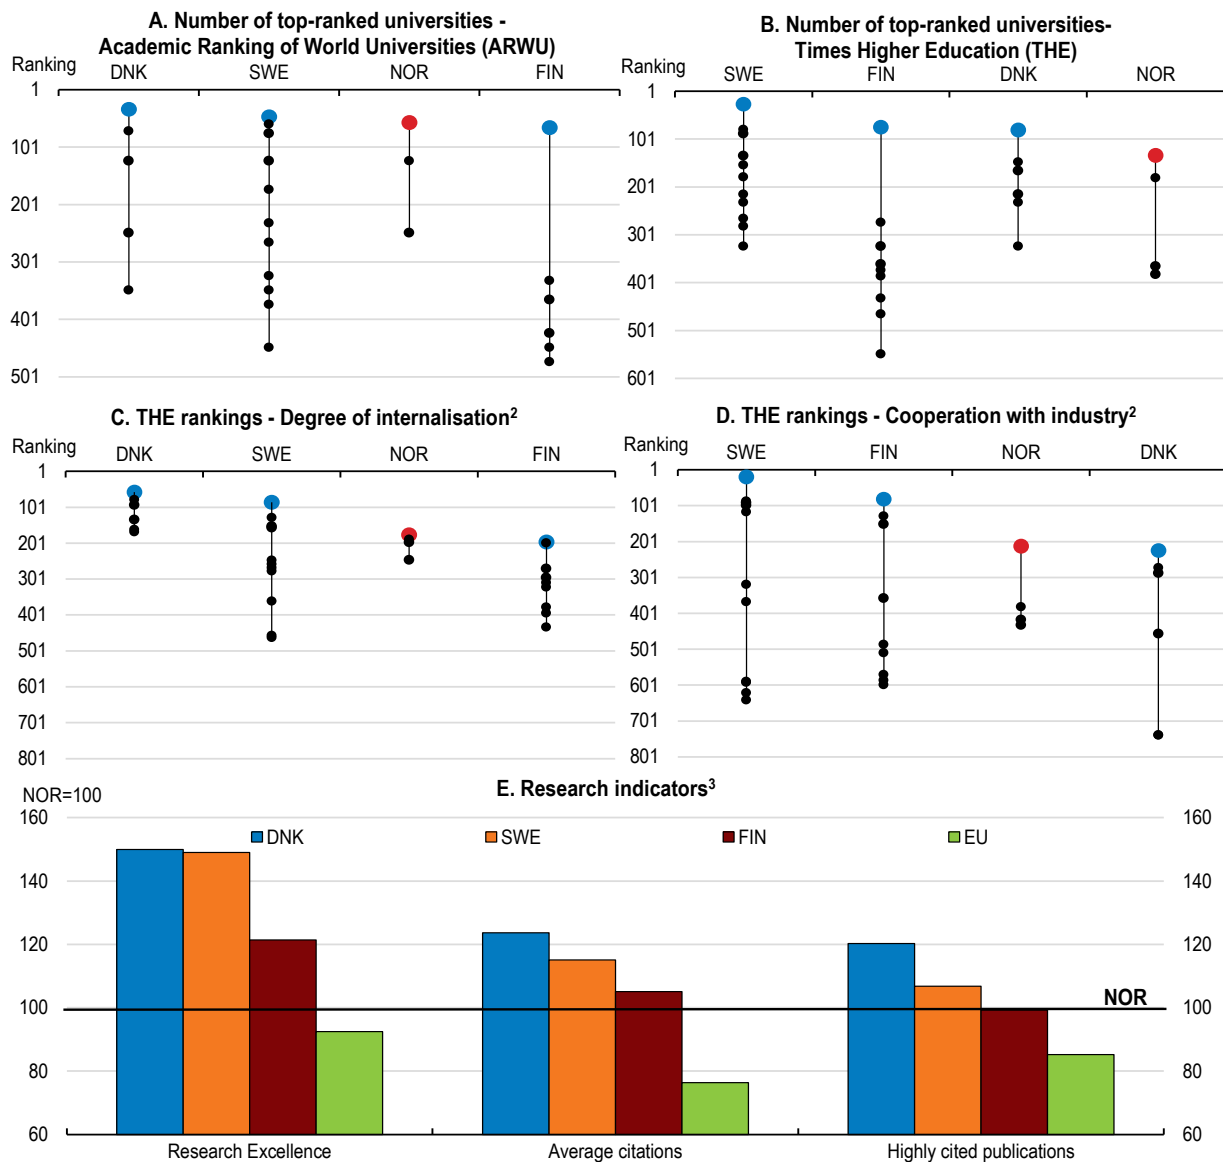 A. Number of top-ranked universities -
Academic Ranking of World Universities (ARWU)
Ranking
DNK SWE NOR FIN
1
101
201
301
401
501
B. Number of top-ranked universities-
Times Higher Education (THE)
Ranking
SWE FIN DNK NOR
1
101
201
301
401
501
601
C. THE rankings - Degree of internalisation²
Ranking
DNK SWE NOR FIN
1
101
201
301
401
501
601
701
801
D. THE rankings - Cooperation with industry²
Ranking
SWE FIN NOR DNK
1
101
201
301
401
501
601
701
801
E. Research indicators³
NOR=100
160 160
DNK SWE FIN EU
140 140
120 120
NOR
100 100
80 80
60 60
Research Excellence Average citations Highly cited publications